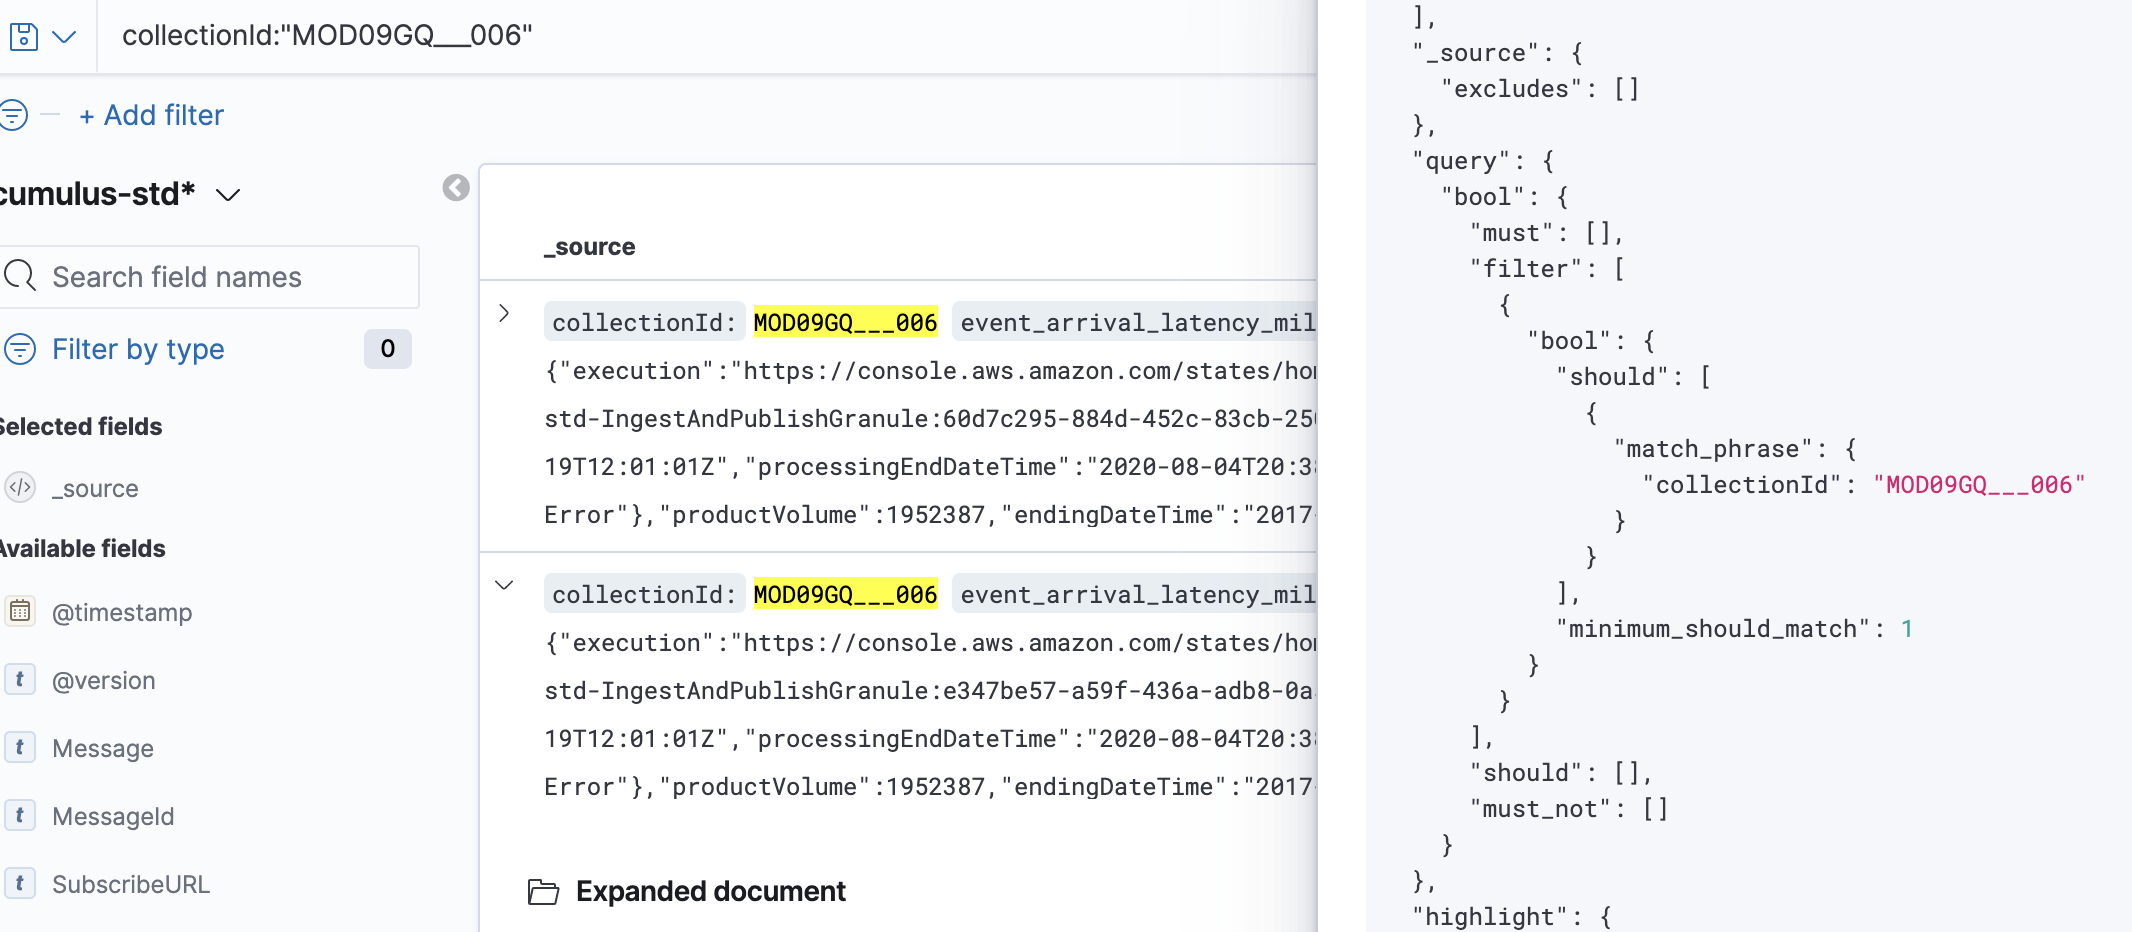 collectionId:"MOD09GQ___006"
+ Add filter
cumulus-std*
Search field names
Filter by type 0
Selected fields
_source
Available fields
@timestamp
@version
Message
MessageId
SubscribeURL
_source
collectionId: MOD09GQ___006 event_arrival_latency_mil
{"execution":"https://console.aws.amazon.com/states/ho
std-IngestAndPublishGranule:60d7c295-884d-452c-83cb-25
19T12:01:01Z","processingEndDateTime":"2020-08-04T20:3
Error"},"productVolume":1952387,"endingDateTime":"2017-
collectionId: MOD09GQ___006 event_arrival_latency_mil
{"execution":"https://console.aws.amazon.com/states/ho
std-IngestAndPublishGranule:e347be57-a59f-436a-adb8-0a
19T12:01:01Z","processingEndDateTime":"2020-08-04T20:3
Error"},"productVolume":1952387,"endingDateTime":"2017-
Expanded document
],
"_source": {
"excludes": []
},
"query": {
"bool": {
"must": [],
"filter": [
{
"bool": {
"should": [
{
"match_phrase": {
"collectionId": "MOD09GQ___006"
}
}
],
"minimum_should_match": 1
}
}
],
"should": [],
"must_not": []
}
},
"highlight": {